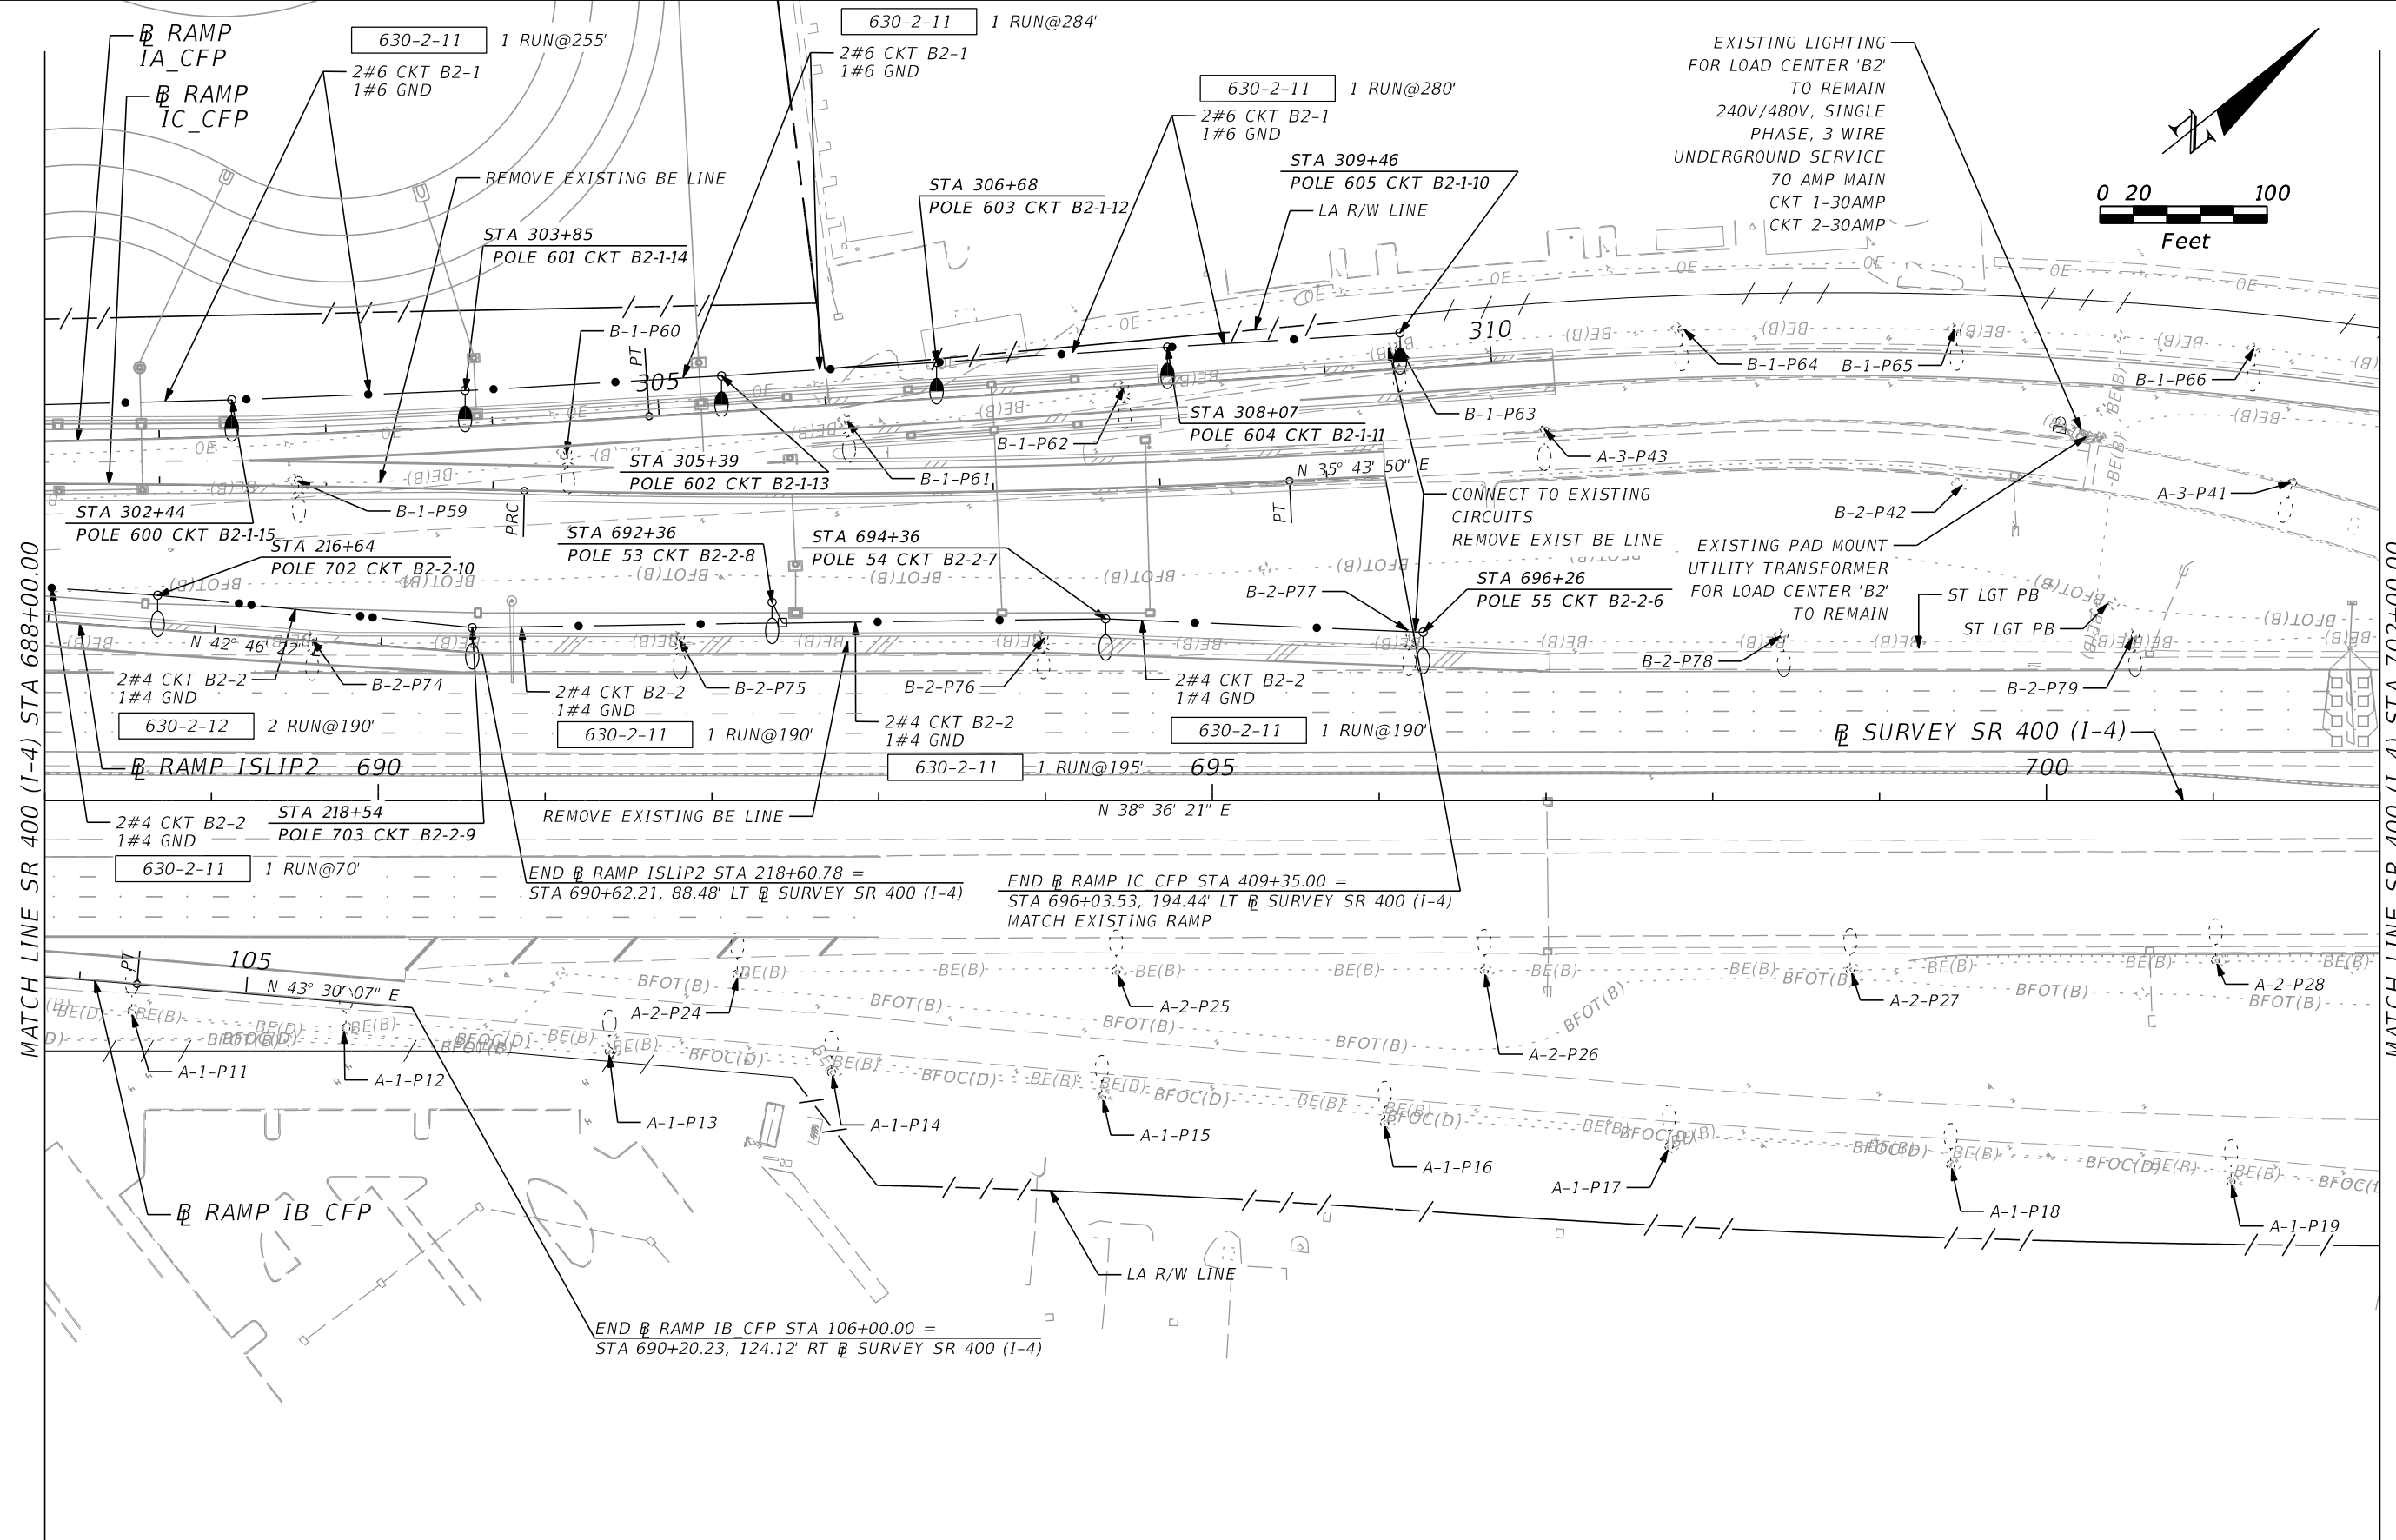 ℄ RAMP
IA_CFP
℄ RAMP
IC_CFP
630-2-11 1 RUN@255'
2#6 CKT B2-1
1#6 GND
630-2-11 1 RUN@284'
2#6 CKT B2-1
1#6 GND
630-2-11 1 RUN@280'
2#6 CKT B2-1
1#6 GND
EXISTING LIGHTING
FOR LOAD CENTER 'B2'
TO REMAIN
240V/480V, SINGLE
PHASE, 3 WIRE
UNDERGROUND SERVICE
70 AMP MAIN
CKT 1-30AMP
CKT 2-30AMP
N
0 20 100
Feet
REMOVE EXISTING BE LINE
STA 303+85
POLE 601 CKT B2-1-14
STA 306+68
POLE 603 CKT B2-1-12
STA 309+46
POLE 605 CKT B2-1-10
LA R/W LINE
B-1-P60
PT
305
310
B-1-P64
B-1-P65
B-1-P66
B-1-P63
STA 308+07
POLE 604 CKT B2-1-11
B-1-P62
A-3-P43
STA 305+39
POLE 602 CKT B2-1-13
B-1-P61
N 35° 43' 50" E
PT
STA 302+44
POLE 600 CKT B2-1-15
B-1-P59
PRC
CONNECT TO EXISTING
CIRCUITS
REMOVE EXIST BE LINE
B-2-P42
A-3-P41
EXISTING PAD MOUNT
UTILITY TRANSFORMER
FOR LOAD CENTER 'B2'
TO REMAIN
STA 216+64
POLE 702 CKT B2-2-10
STA 692+36
POLE 53 CKT B2-2-8
STA 694+36
POLE 54 CKT B2-2-7
B-2-P77
STA 696+26
POLE 55 CKT B2-2-6
ST LGT PB
ST LGT PB
N 42° 46' 22" E
B-2-P74
B-2-P75
B-2-P76
B-2-P78
B-2-P79
2#4 CKT B2-2
1#4 GND
630-2-12 2 RUN@190'
2#4 CKT B2-2
1#4 GND
630-2-11 1 RUN@190'
2#4 CKT B2-2
1#4 GND
630-2-11 1 RUN@195'
2#4 CKT B2-2
1#4 GND
630-2-11 1 RUN@190'
℄ SURVEY SR 400 (I-4)
℄ RAMP ISLIP2
690
695
700
N 38° 36' 21" E
2#4 CKT B2-2
1#4 GND
630-2-11 1 RUN@70'
STA 218+54
POLE 703 CKT B2-2-9
REMOVE EXISTING BE LINE
END ℄ RAMP ISLIP2 STA 218+60.78 =
STA 690+62.21, 88.48' LT ℄ SURVEY SR 400 (I-4)
END ℄ RAMP IC_CFP STA 409+35.00 =
STA 696+03.53, 194.44' LT ℄ SURVEY SR 400 (I-4)
MATCH EXISTING RAMP
MATCH LINE SR 400 (I-4) STA 688+00.00
MATCH LINE SR 400 (I-4) STA 702+00.00
PT
105
N 43° 30' 07" E
BE(B)
BE(D)
BFOT(B)
BFOC(D)
OE
A-1-P11
A-1-P12
A-1-P13
A-2-P24
A-1-P14
A-2-P25
A-1-P15
A-2-P26
A-1-P16
A-1-P17
A-2-P27
A-1-P18
A-2-P28
A-1-P19
℄ RAMP IB_CFP
LA R/W LINE
END ℄ RAMP IB_CFP STA 106+00.00 =
STA 690+20.23, 124.12' RT ℄ SURVEY SR 400 (I-4)